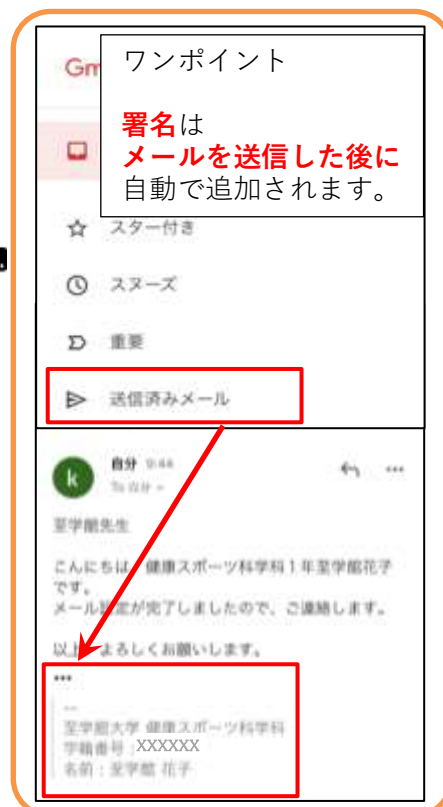 Gm
ワンポイント
署名は
メールを送信した後に
自動で追加されます。
スター付き
スヌーズ
重要
送信済みメール
k
自分 9:44
To 自分
至学館先生
こんにちは、健康スポーツ科学科1年至学館花子
です。
メール設定が完了しましたので、ご連絡します。
以上、よろしくお願いします。
•••
--
至学館大学 健康スポーツ科学科
学籍番号:XXXXXX
名前:至学館 花子